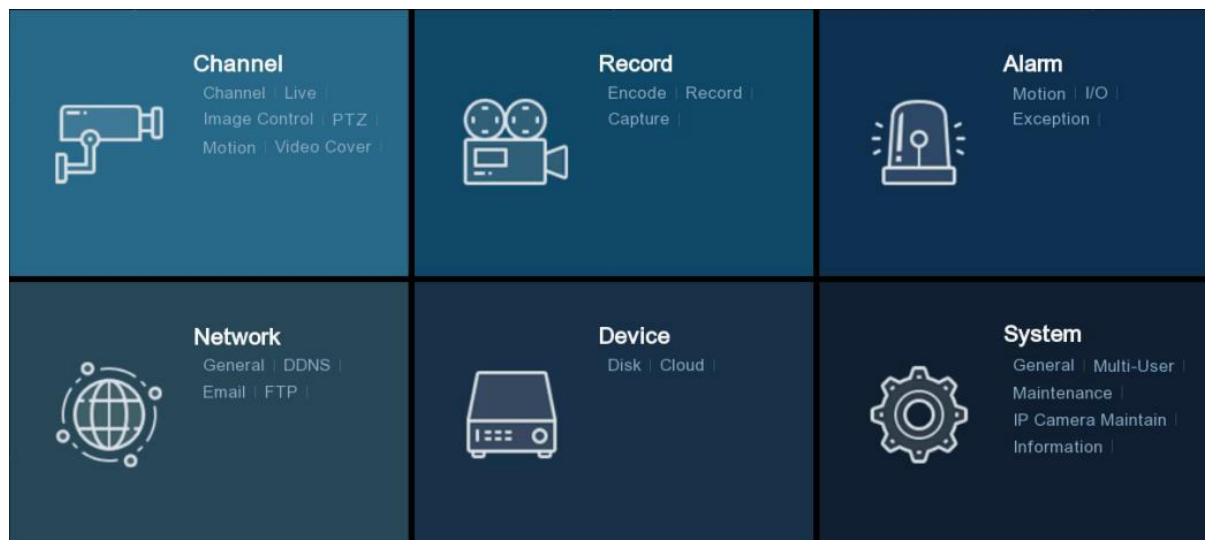 Channel
Channel | Live |
Image Control | PTZ |
Motion | Video Cover |
Record
Encode | Record |
Capture |
Alarm
Motion | I/O |
Exception |
Network
General | DDNS |
Email | FTP |
Device
Disk | Cloud |
System
General | Multi-User |
Maintenance |
IP Camera Maintain |
Information |